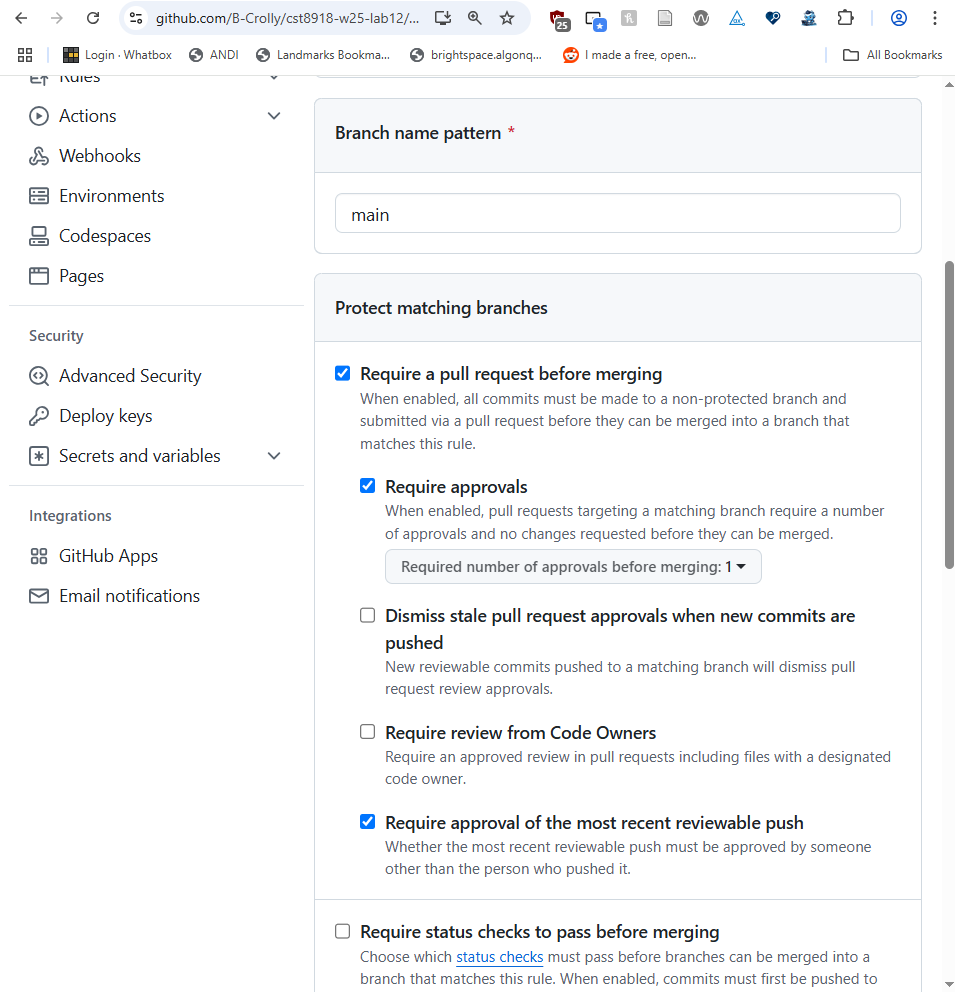 github.com/B-Crolly/cst8918-w25-lab12/...
25
Login · Whatbox
ANDI
Landmarks Bookma...
brightspace.algonq...
I made a free, open...
All Bookmarks
Rules
Actions
Webhooks
Environments
Codespaces
Pages
Security
Advanced Security
Deploy keys
Secrets and variables
Integrations
GitHub Apps
Email notifications
Branch name pattern *
main
Protect matching branches
Require a pull request before merging
When enabled, all commits must be made to a non-protected branch and
submitted via a pull request before they can be merged into a branch that
matches this rule.
Require approvals
When enabled, pull requests targeting a matching branch require a number
of approvals and no changes requested before they can be merged.
Required number of approvals before merging: 1
Dismiss stale pull request approvals when new commits are
pushed
New reviewable commits pushed to a matching branch will dismiss pull
request review approvals.
Require review from Code Owners
Require an approved review in pull requests including files with a designated
code owner.
Require approval of the most recent reviewable push
Whether the most recent reviewable push must be approved by someone
other than the person who pushed it.
Require status checks to pass before merging
Choose which status checks must pass before branches can be merged into a
branch that matches this rule. When enabled, commits must first be pushed to